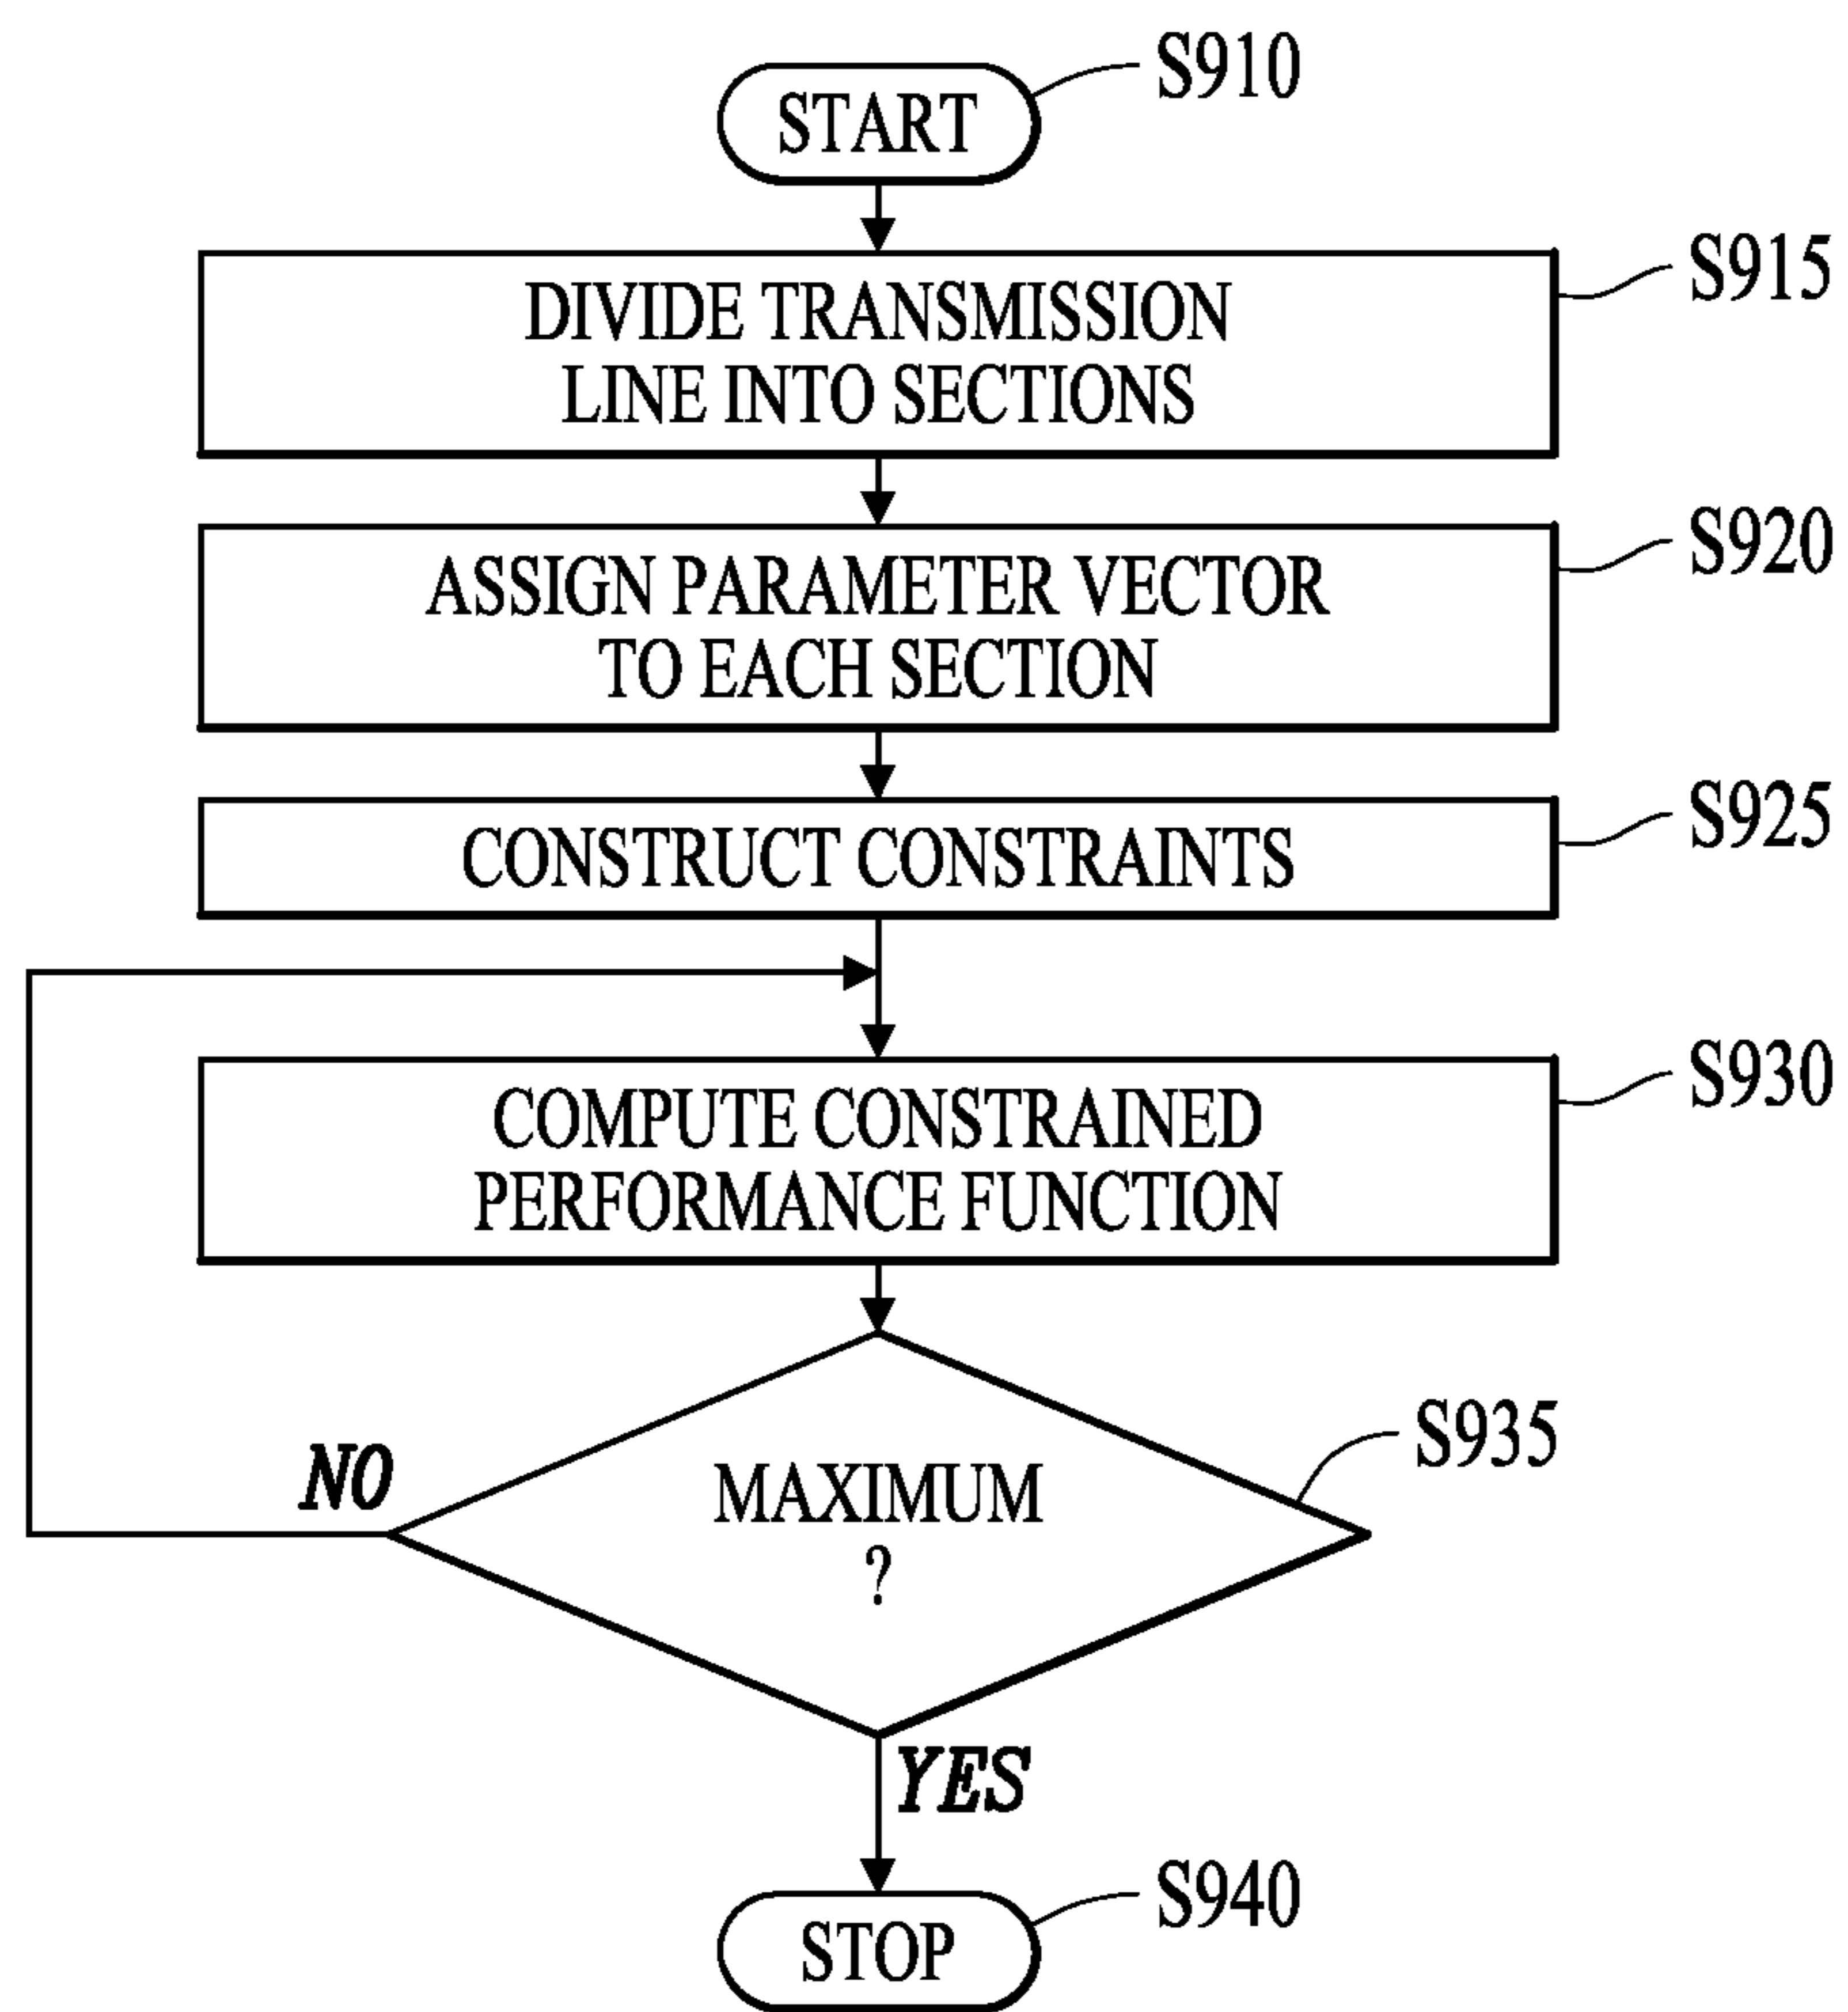 START
S910
DIVIDE TRANSMISSION
LINE INTO SECTIONS
S915
ASSIGN PARAMETER VECTOR
TO EACH SECTION
S920
CONSTRUCT CONSTRAINTS
S925
COMPUTE CONSTRAINED
PERFORMANCE FUNCTION
S930
MAXIMUM
?
S935
NO
YES
STOP
S940